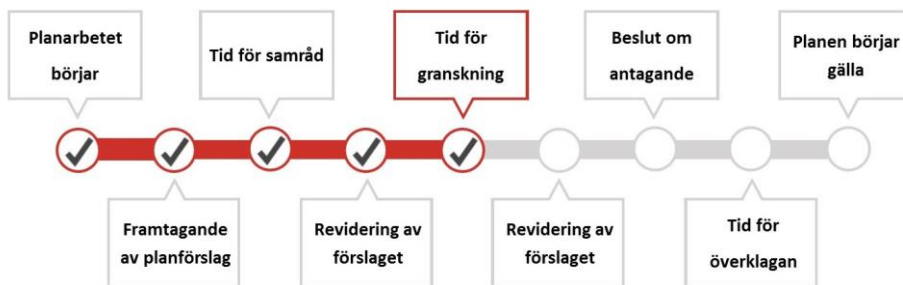 Planarbetet
börjar
Tid för samråd
Tid för
granskning
Beslut om
antagande
Planen börjar
gälla
Framtagande
av planförslag
Revidering av
förslaget
Revidering av
förslaget
Tid för
överklagan